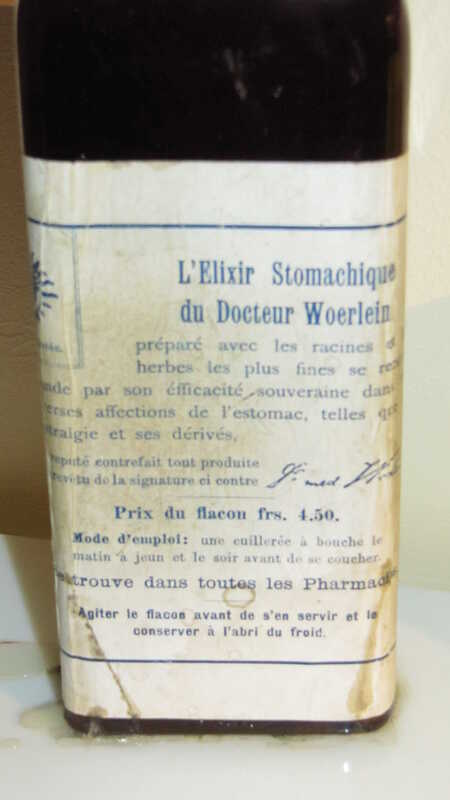 L'Elixir Stomachique
du Docteur Woerlein
préparé avec les racines
herbes les plus fines se
par son éfficacité souveraine
affections de l'estomac, telles
et ses dérivés,
contrefait tout produite
de la signature ci contre
Dr med
Prix du flacon frs. 4.50.
Mode d'emploi: une cuillerée à bouche le
matin à jeun et le soir avant de se coucher.
trouve dans toutes les
Agiter le flacon avant de s'en servir et le
conserver à l'abri du froid.